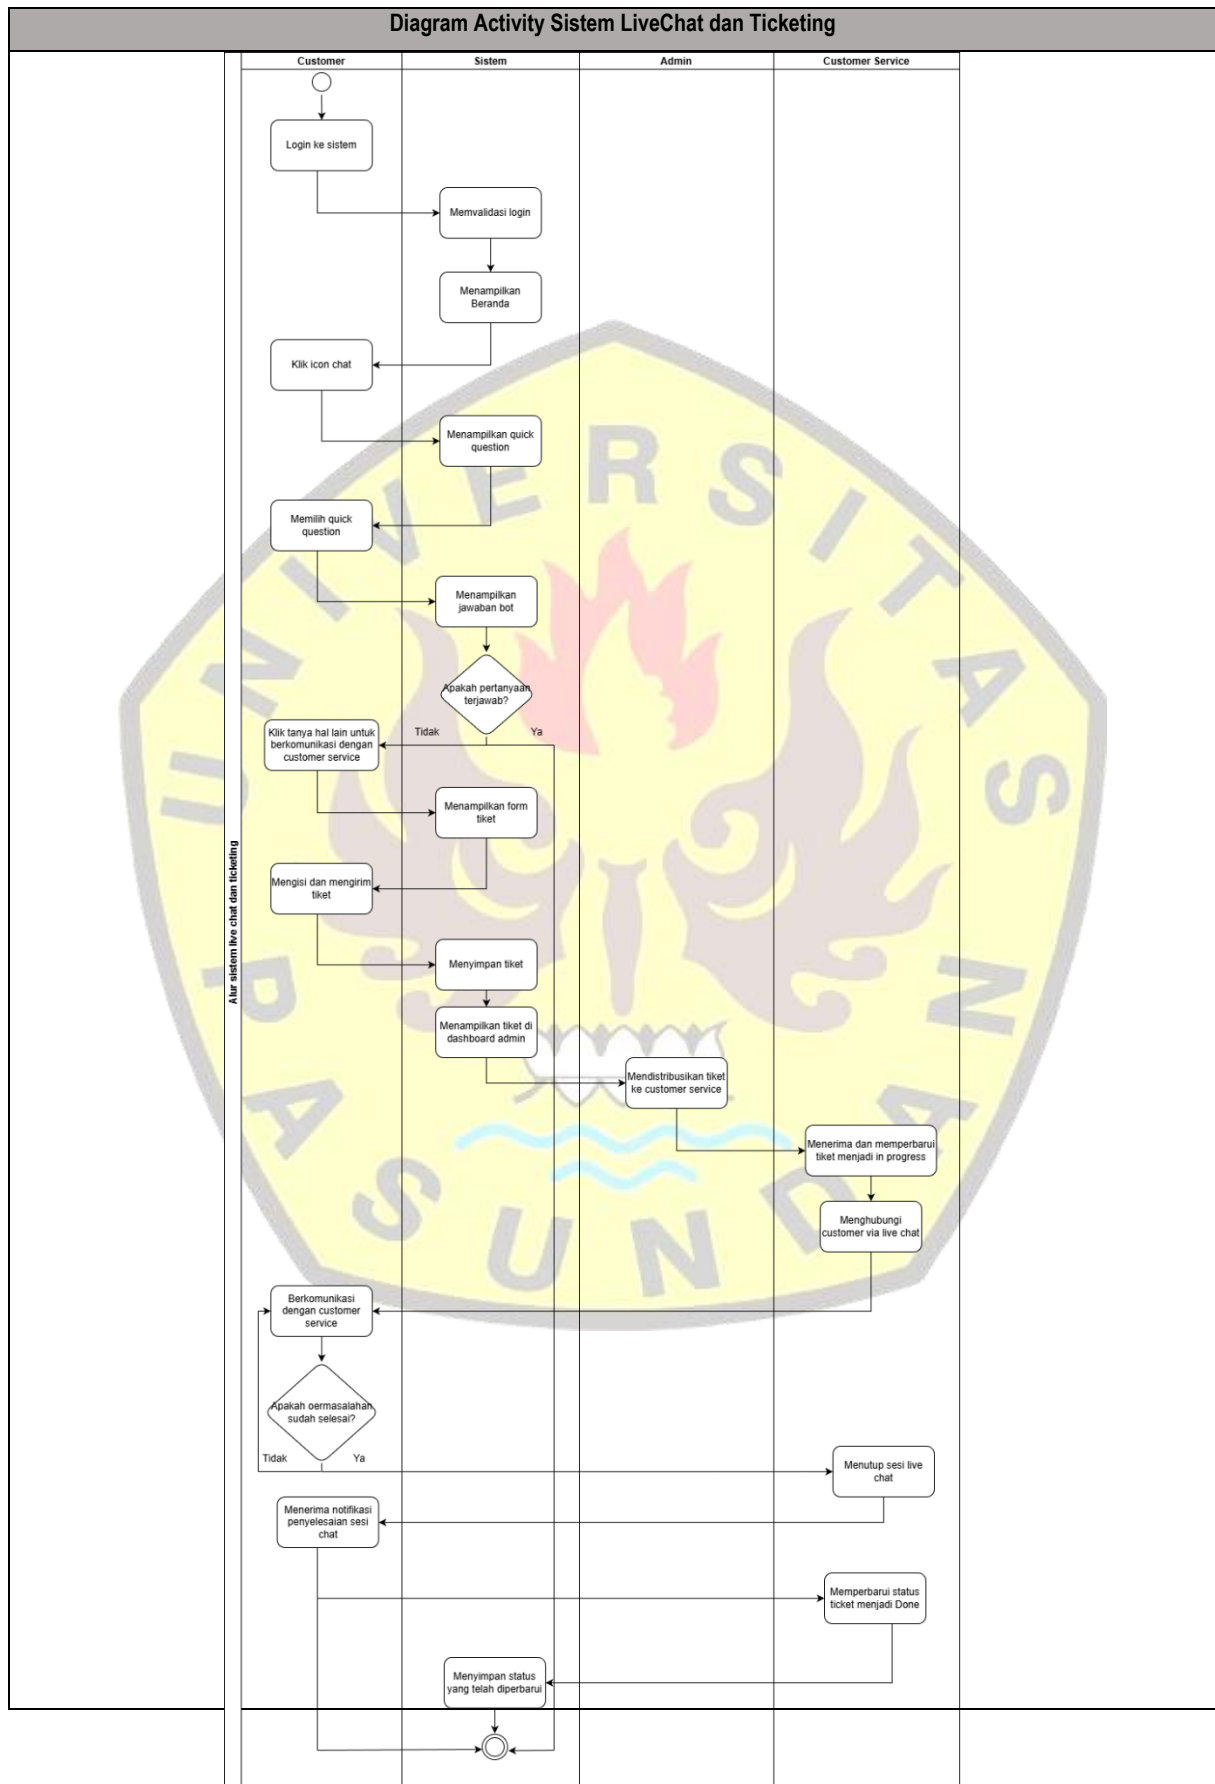 Diagram Activity Sistem LiveChat dan Ticketing
Customer
Sistem
Admin
Customer Service
Alur sistem live chat dan ticketing
Login ke sistem
Memvalidasi login
Menampilkan
Beranda
Klik icon chat
Menampilkan quick
question
Memilih quick
question
Menampilkan
jawaban bot
Apakah pertanyaan
terjawab?
Tidak
Ya
Klik tanya hal lain untuk
berkomunikasi dengan
customer service
Menampilkan form
tiket
Mengisi dan mengirim
tiket
Menyimpan tiket
Menampilkan tiket di
dashboard admin
Mendistribusikan tiket
ke customer service
Menerima dan memperbarui
tiket menjadi in progress
Menghubungi
customer via live chat
Berkomunikasi
dengan customer
service
Apakah oermasalahan
sudah selesai?
Tidak
Ya
Menutup sesi live
chat
Menerima notifikasi
penyelesaian sesi
chat
Memperbarui status
ticket menjadi Done
Menyimpan status
yang telah diperbarui
UNIVERSITAS
PASUNDAN